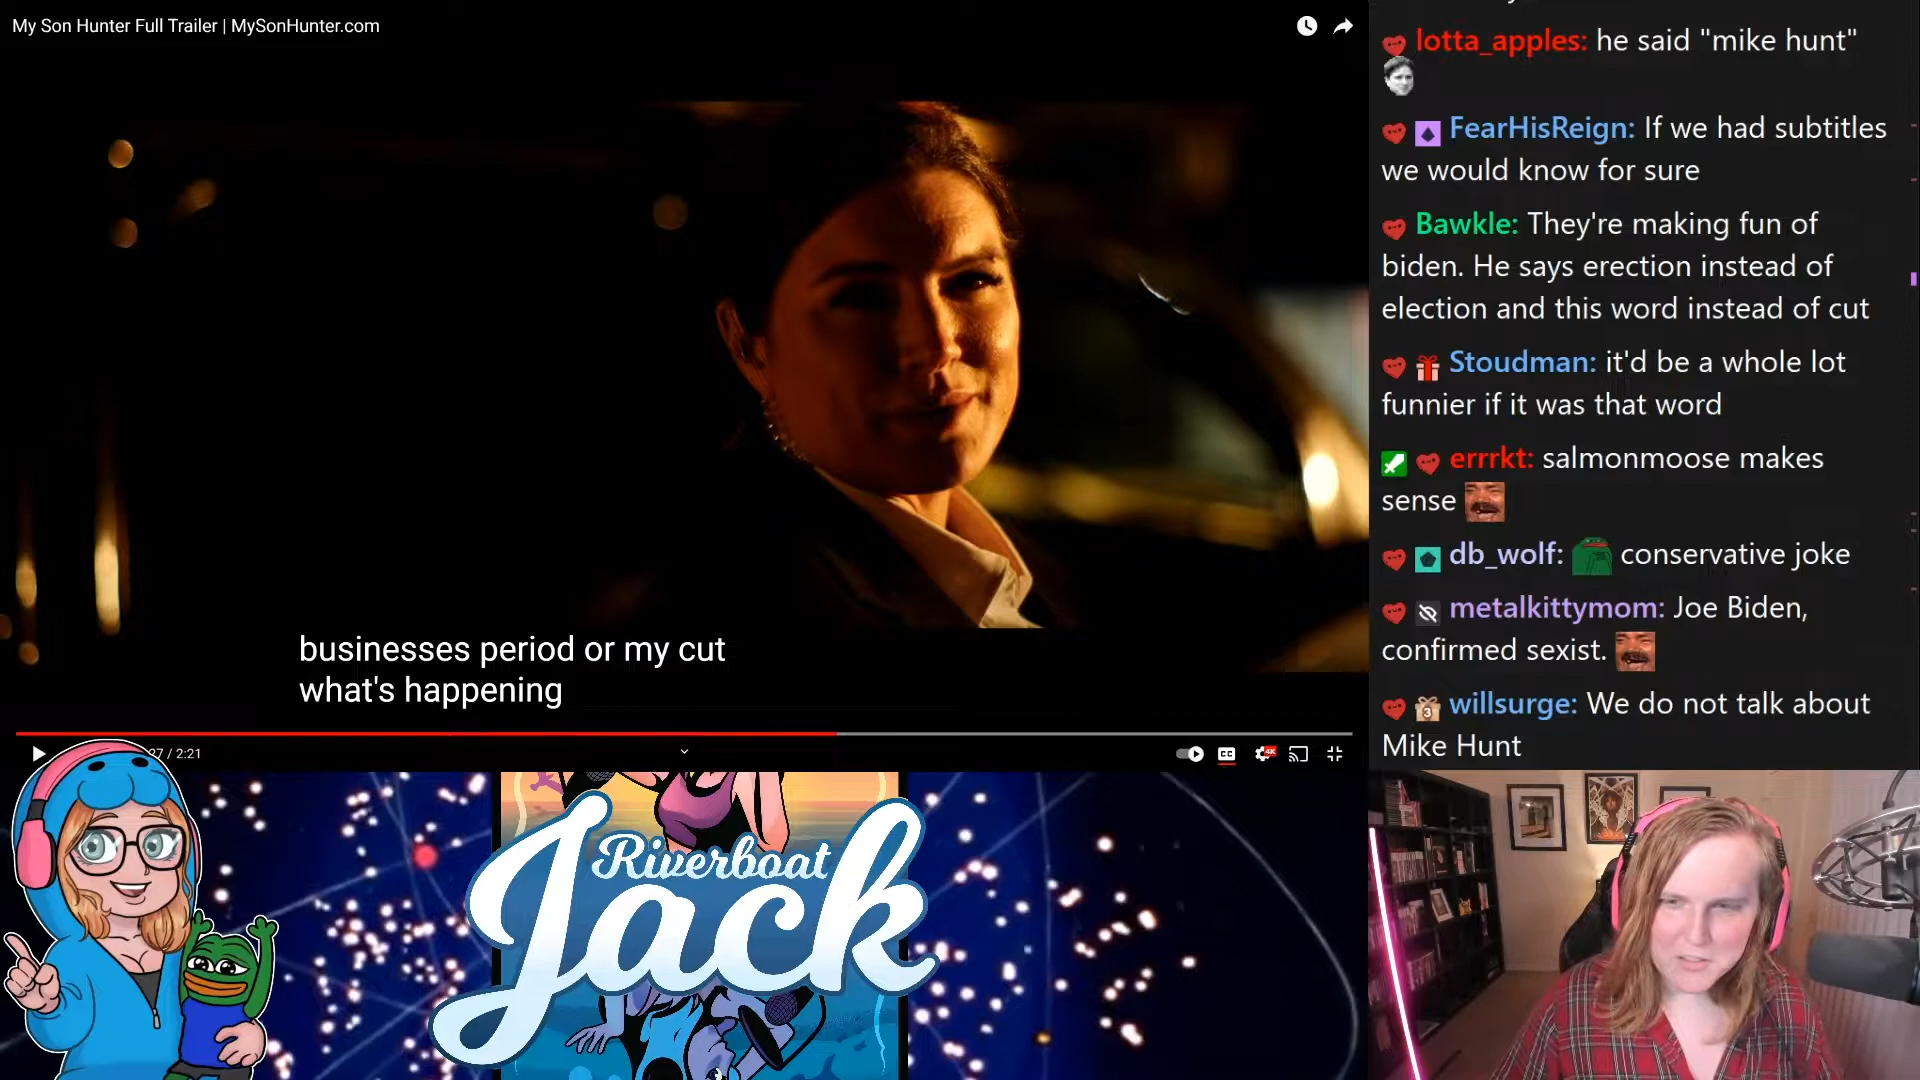 My Son Hunter Full Trailer | MySonHunter.com
businesses period or my cut
what's happening
27 / 2:21
CC
4K
Riverboat
Jack
lotta_apples: he said "mike hunt"
FearHisReign: If we had subtitles
we would know for sure
Bawkle: They're making fun of
biden. He says erection instead of
election and this word instead of cut
Stoudman: it'd be a whole lot
funnier if it was that word
errrkt: salmonmoose makes
sense
db_wolf: conservative joke
metalkittymom: Joe Biden,
confirmed sexist.
3 willsurge: We do not talk about
Mike Hunt